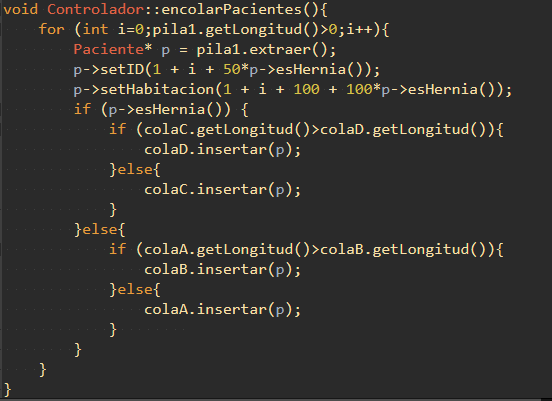 void Controlador::encolarPacientes(){
    for (int i=0;pila1.getLongitud()>0;i++){
        Paciente* p = pila1.extraer();
        p->setID(1 + i + 50*p->esHernia());
        p->setHabitacion(1 + i + 100 + 100*p->esHernia());
        if (p->esHernia()) {
            if (colaC.getLongitud()>colaD.getLongitud()){
                colaD.insertar(p);
            }else{
                colaC.insertar(p);
            }
        }else{
            if (colaA.getLongitud()>colaB.getLongitud()){
                colaB.insertar(p);
            }else{
                colaA.insertar(p);
            }
        }
    }
}